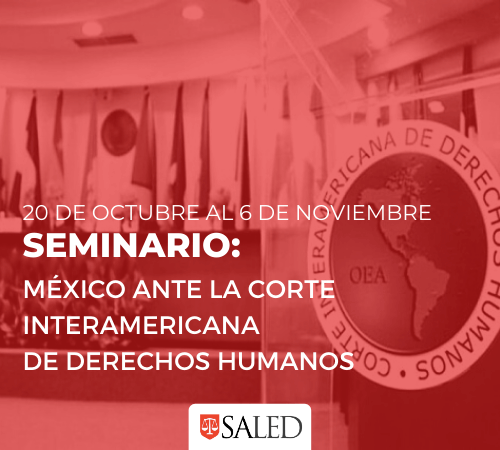 20 DE OCTUBRE AL 6 DE NOVIEMBRE
SEMINARIO:
MÉXICO ANTE LA CORTE
INTERAMERICANA
DE DERECHOS HUMANOS
CORTE INTERAMERICANA DE DERECHOS HUMANOS
OEA
SALED